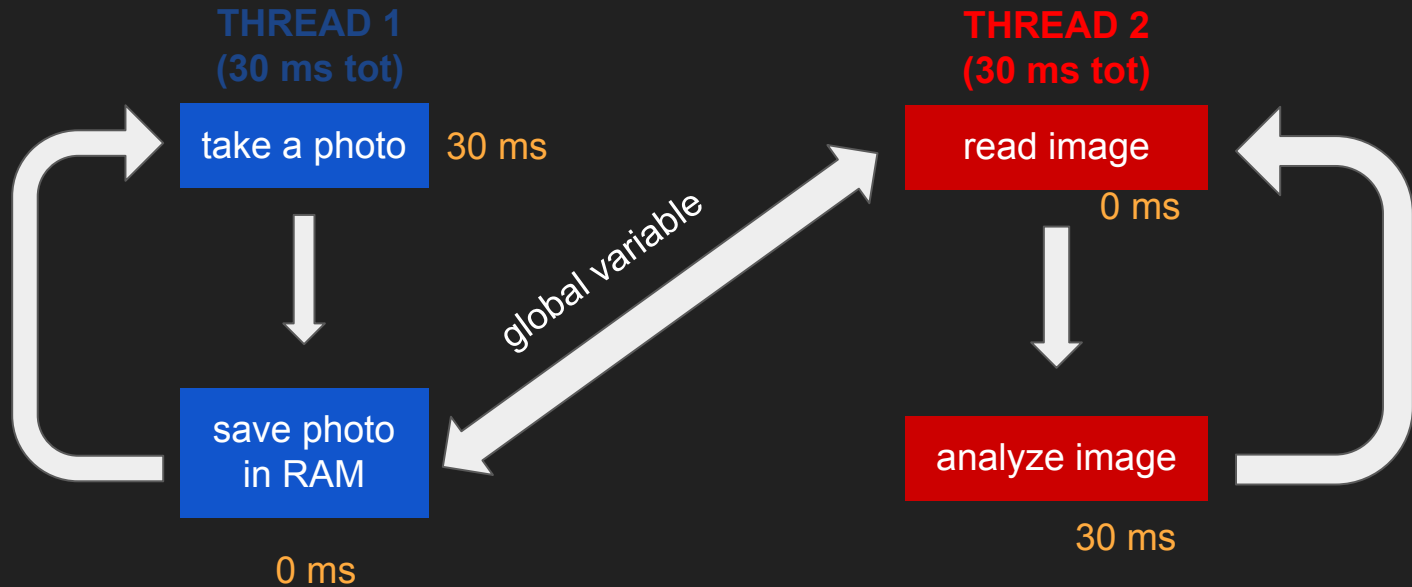 THREAD 1
(30 ms tot)
take a photo
30 ms
save photo
in RAM
0 ms
global variable
THREAD 2
(30 ms tot)
read image
0 ms
analyze image
30 ms